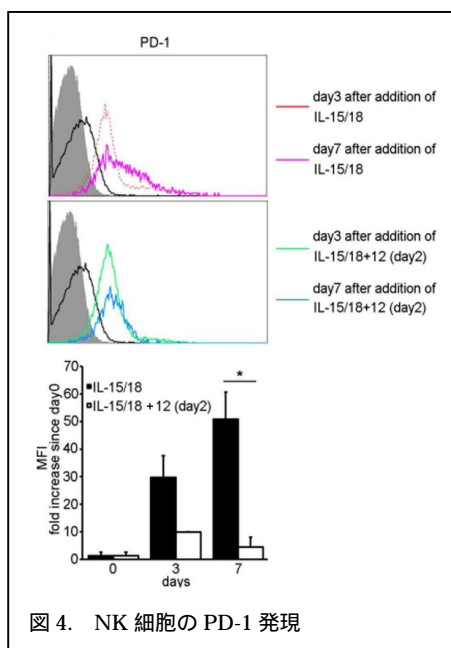 PD-1
day3 after addition of
IL-15/18
day7 after addition of
IL-15/18
day3 after addition of
IL-15/18+12 (day2)
day7 after addition of
IL-15/18+12 (day2)
MFI
fold increase since day0
70
60
50
40
30
20
10
0
IL-15/18
IL-15/18 +12 (day2)
*
0 3 7
days
図 4. NK 細胞の PD-1 発現